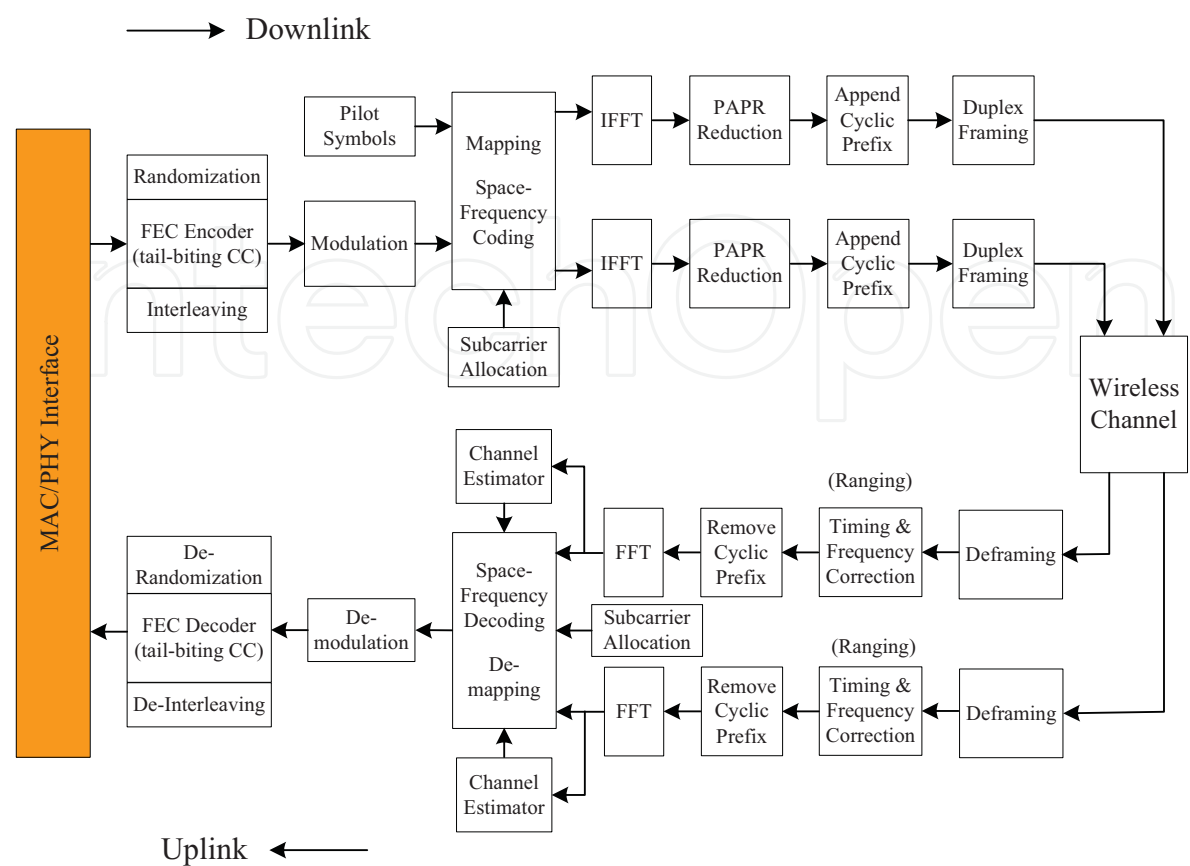 Downlink
Pilot
Symbols
Mapping
Space-
Frequency
Coding
IFFT
PAPR
Reduction
Append
Cyclic
Prefix
Duplex
Framing
Randomization
FEC Encoder
(tail-biting CC)
Interleaving
Modulation
IFFT
PAPR
Reduction
Append
Cyclic
Prefix
Duplex
Framing
Subcarrier
Allocation
IntechOpen
MAC/PHY Interface
Wireless
Channel
Channel
Estimator
(Ranging)
De-
Randomization
FEC Decoder
(tail-biting CC)
De-Interleaving
De-
modulation
Space-
Frequency
Decoding
De-
mapping
FFT
Remove
Cyclic
Prefix
Timing &
Frequency
Correction
Deframing
Subcarrier
Allocation
(Ranging)
FFT
Remove
Cyclic
Prefix
Timing &
Frequency
Correction
Deframing
Channel
Estimator
Uplink